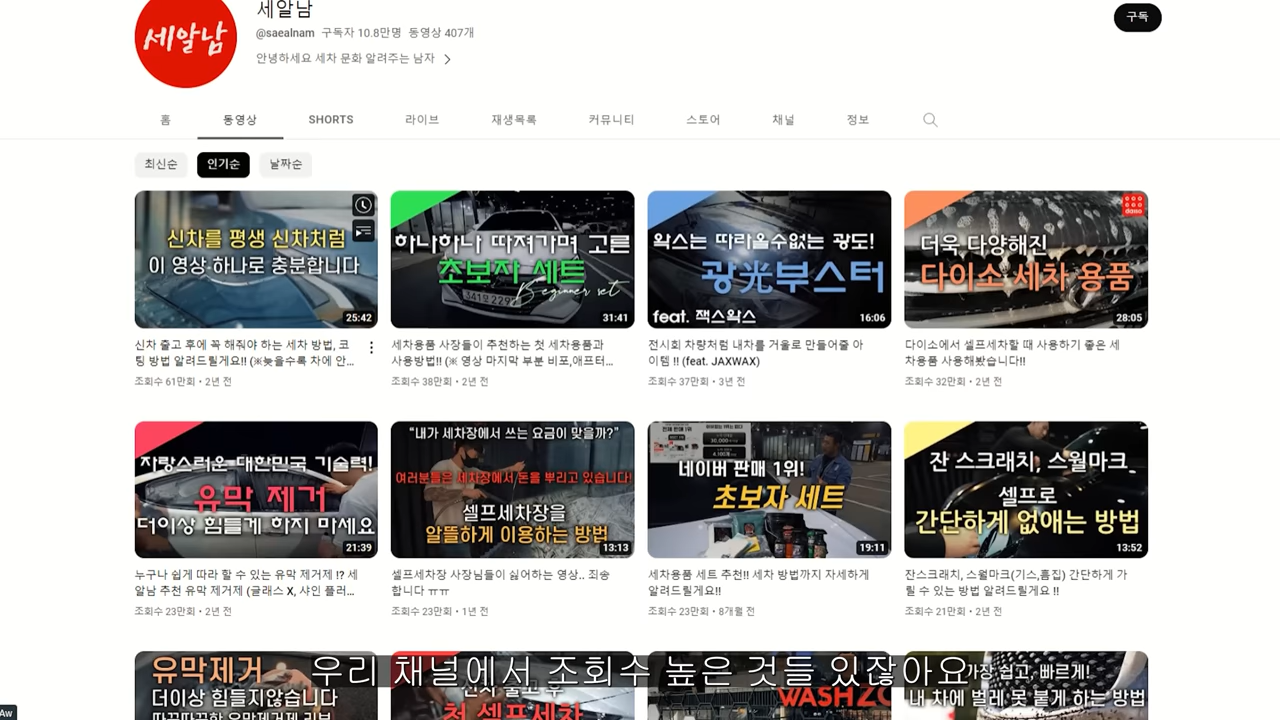 세알남
세알남
@saealnam 구독자 10.8만명 동영상 407개
안녕하세요 세차 문화 알려주는 남자
구독
홈 동영상 SHORTS 라이브 재생목록 커뮤니티 스토어 채널 정보
최신순 인기순 날짜순
신차를 평생 신차처럼
이 영상 하나로 충분합니다
25:42
하나하나 따져가며 고른
초보자 세트
Beginner set
31:41
왁스는 따라올수없는 광도!
광光부스터
feat. 잭스왁스
16:06
더욱 다양해진
다이소 세차 용품
daiso
28:05
신차 출고 후에 꼭 해줘야 하는 세차 방법, 코
팅 방법 알려드릴게요!! (※늦을수록 차에 안...
조회수 61만회 • 2년 전
세차용품 사장들이 추천하는 첫 세차용품과
사용방법!! (※ 영상 마지막 부분 비포,애프터...
조회수 38만회 • 2년 전
전시회 차량처럼 내차를 거울로 만들어줄 아
이템 !! (feat. JAXWAX)
조회수 37만회 • 3년 전
다이소에서 셀프세차할 때 사용하기 좋은 세
차용품 사용해봤습니다!!
조회수 32만회 • 2년 전
자랑스러운 대한민국 기술력!
유막 제거
더이상 힘들게 하지 마세요
21:39
"내가 세차장에서 쓰는 요금이 맞을까?"
여러분들은 세차장에서 돈을 뿌리고 있습니다!
셀프세차장을
알뜰하게 이용하는 방법
13:13
네이버 판매 1위!
초보자 세트
19:11
잔 스크래치, 스월마크
셀프로
간단하게 없애는 방법
13:52
누구나 쉽게 따라 할 수 있는 유막 제거제 !? 세
알남 추천 유막 제거제 (글래스 X, 샤인 플러...
조회수 23만회 • 2년 전
셀프세차장 사장님들이 싫어하는 영상.. 죄송
합니다 ㅠㅠ
조회수 23만회 • 1년 전
세차용품 세트 추천!! 세차 방법까지 자세하게
알려드릴게요!!
조회수 23만회 • 8개월 전
잔스크래치, 스월마크(기스,흠집) 간단하게 가
릴 수 있는 방법 알려드릴게요 !!
조회수 21만회 • 2년 전
유막제거
더이상 힘들지않습니다
신차 출고 후
첫 셀프세차
WASH
가장 쉽고, 빠르게!
내 차에 벌레 못 붙게 하는 방법
우리 채널에서 조회수 높은 것들 있잖아요
Aw